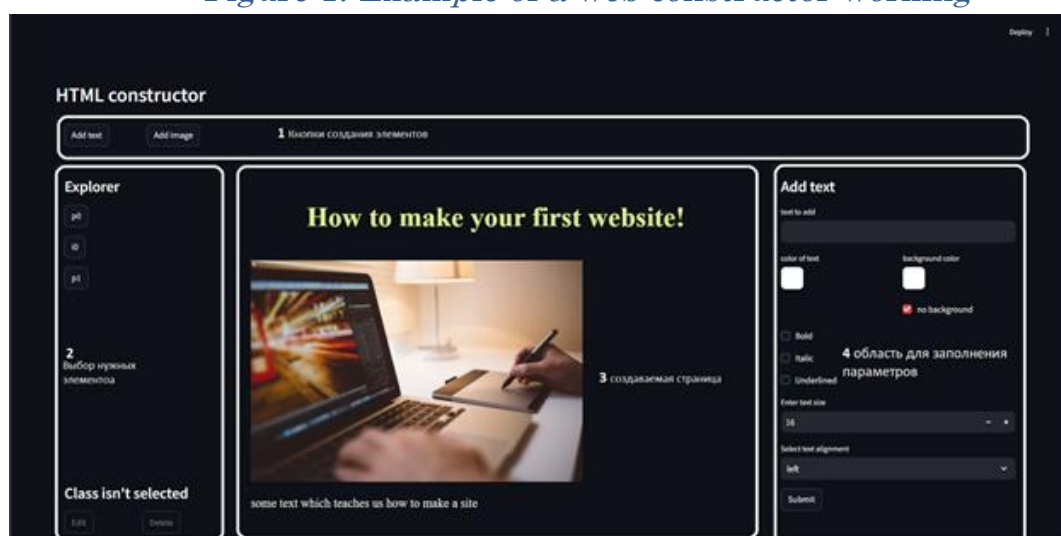 Figure 1. Example of a web constructor working
Deploy
HTML constructor
Add text
Add image
1 Кнопки создания элементов
Explorer
p0
i0
p1
2
Выбор нужных
элементоа
Class isn't selected
Edit
Delete
How to make your first website!
3 создаваемая страница
some text which teaches us how to make a site
Add text
text to add
color of text
background color
no background
Bold
Italic
Underlined
4 область для заполнения
параметров
Enter text size
16
Select text alignment
left
Submit